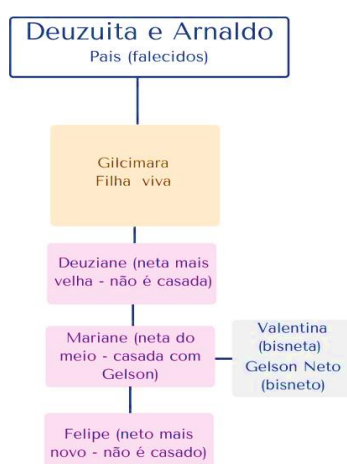 Deuzuita e Arnaldo
Pais (falecidos)
Gilcimara
Filha viva
Deuziane (neta mais
velha - não é casada)
Mariane (neta do
meio - casada com
Gelson)
Valentina
(bisneta)
Gelson Neto
(bisneto)
Felipe (neto mais
novo - não é casado)